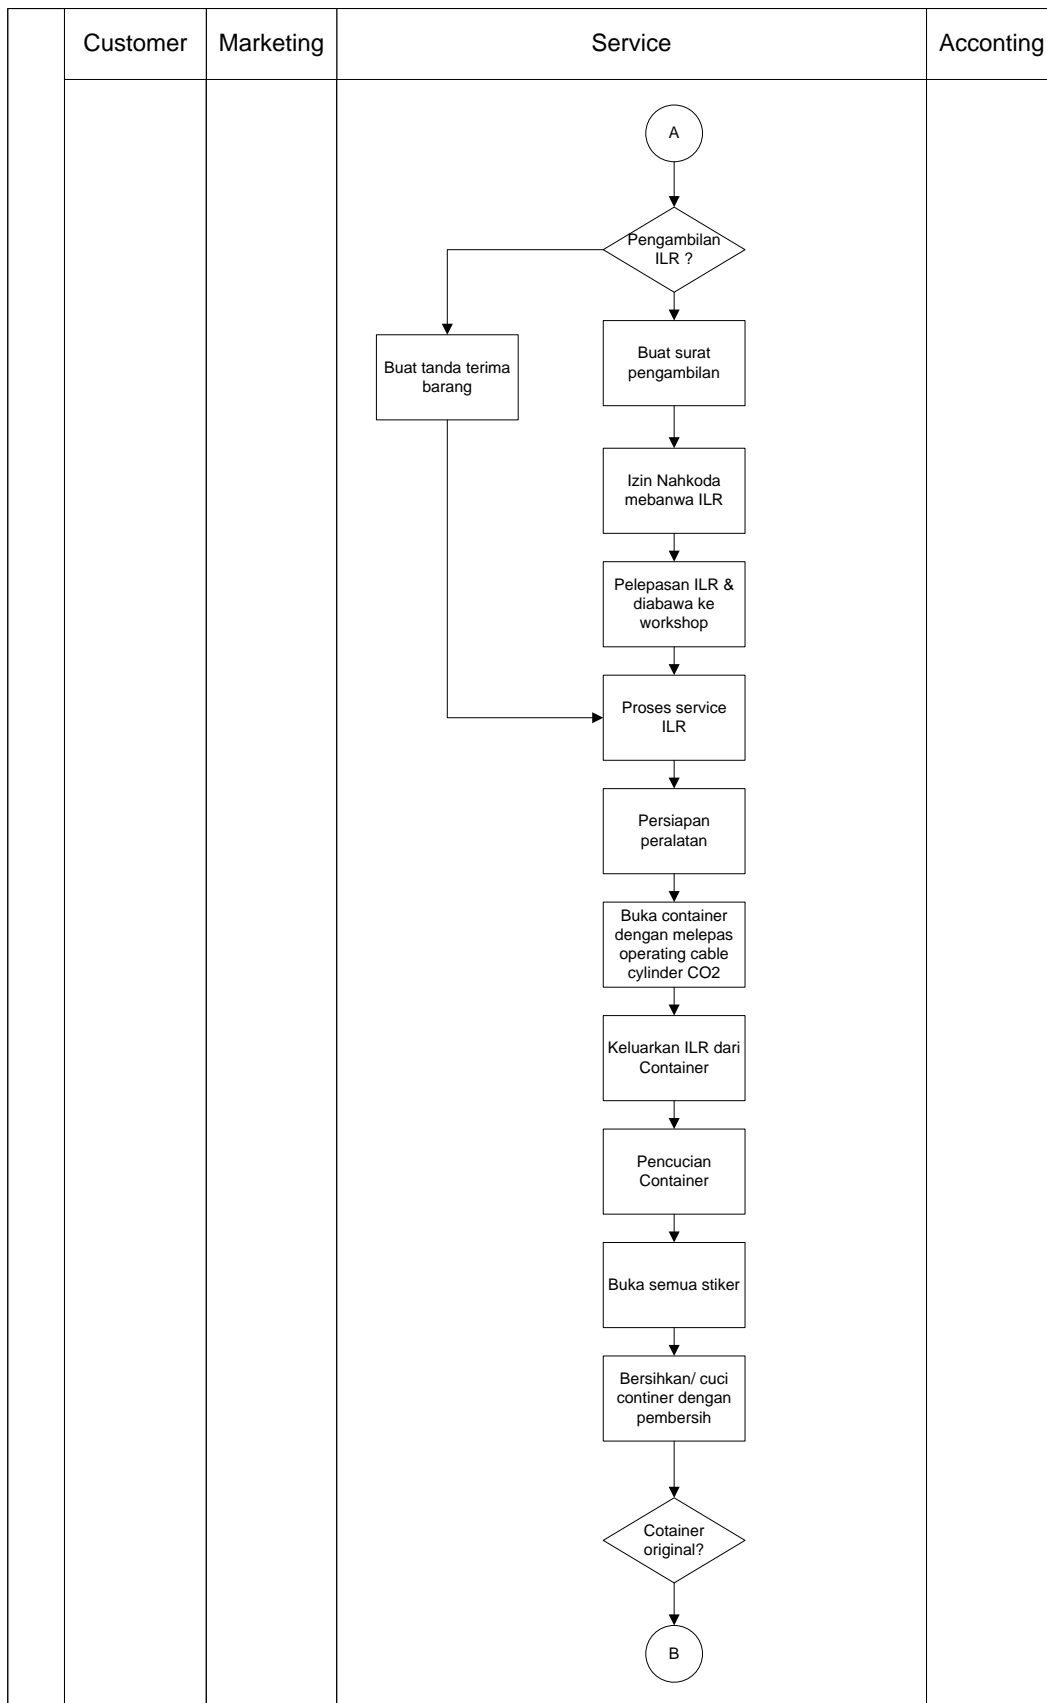 Customer
Marketing
Service
Acconting
A
Pengambilan
ILR ?
Buat tanda terima
barang
Buat surat
pengambilan
Izin Nahkoda
mebanwa ILR
Pelepasan ILR &
diabawa ke
workshop
Proses service
ILR
Persiapan
peralatan
Buka container
dengan melepas
operating cable
cylinder CO2
Keluarkan ILR dari
Container
Pencucian
Container
Buka semua stiker
Bersihkan/ cuci
continer dengan
pembersih
Cotainer
original?
B